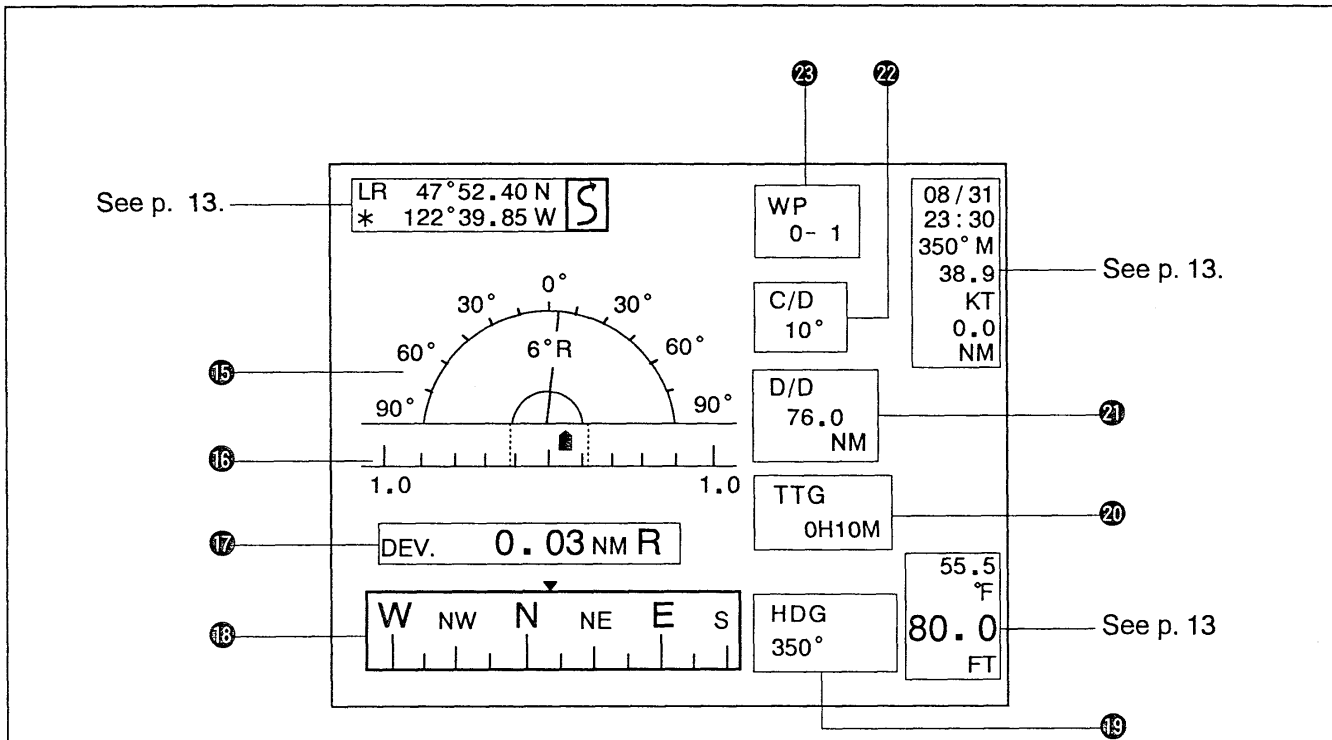 ㉓ ㉒
See p. 13.
LR 47°52.40 N
* 122°39.85 W
WP
0- 1
08/31
23:30
350° M
38.9
KT
0.0
NM
See p. 13.
C/D
10°
0°
30° 30°
60° 60°
6°R
90° 90°
⑮
D/D
76.0
NM
㉑
⑯
1.0 1.0
TTG
0H10M
⑳
⑰
DEV. 0.03 NM R
⑱
W NW N NE E S
HDG
350°
55.5
°F
80.0
FT
See p. 13
⑲